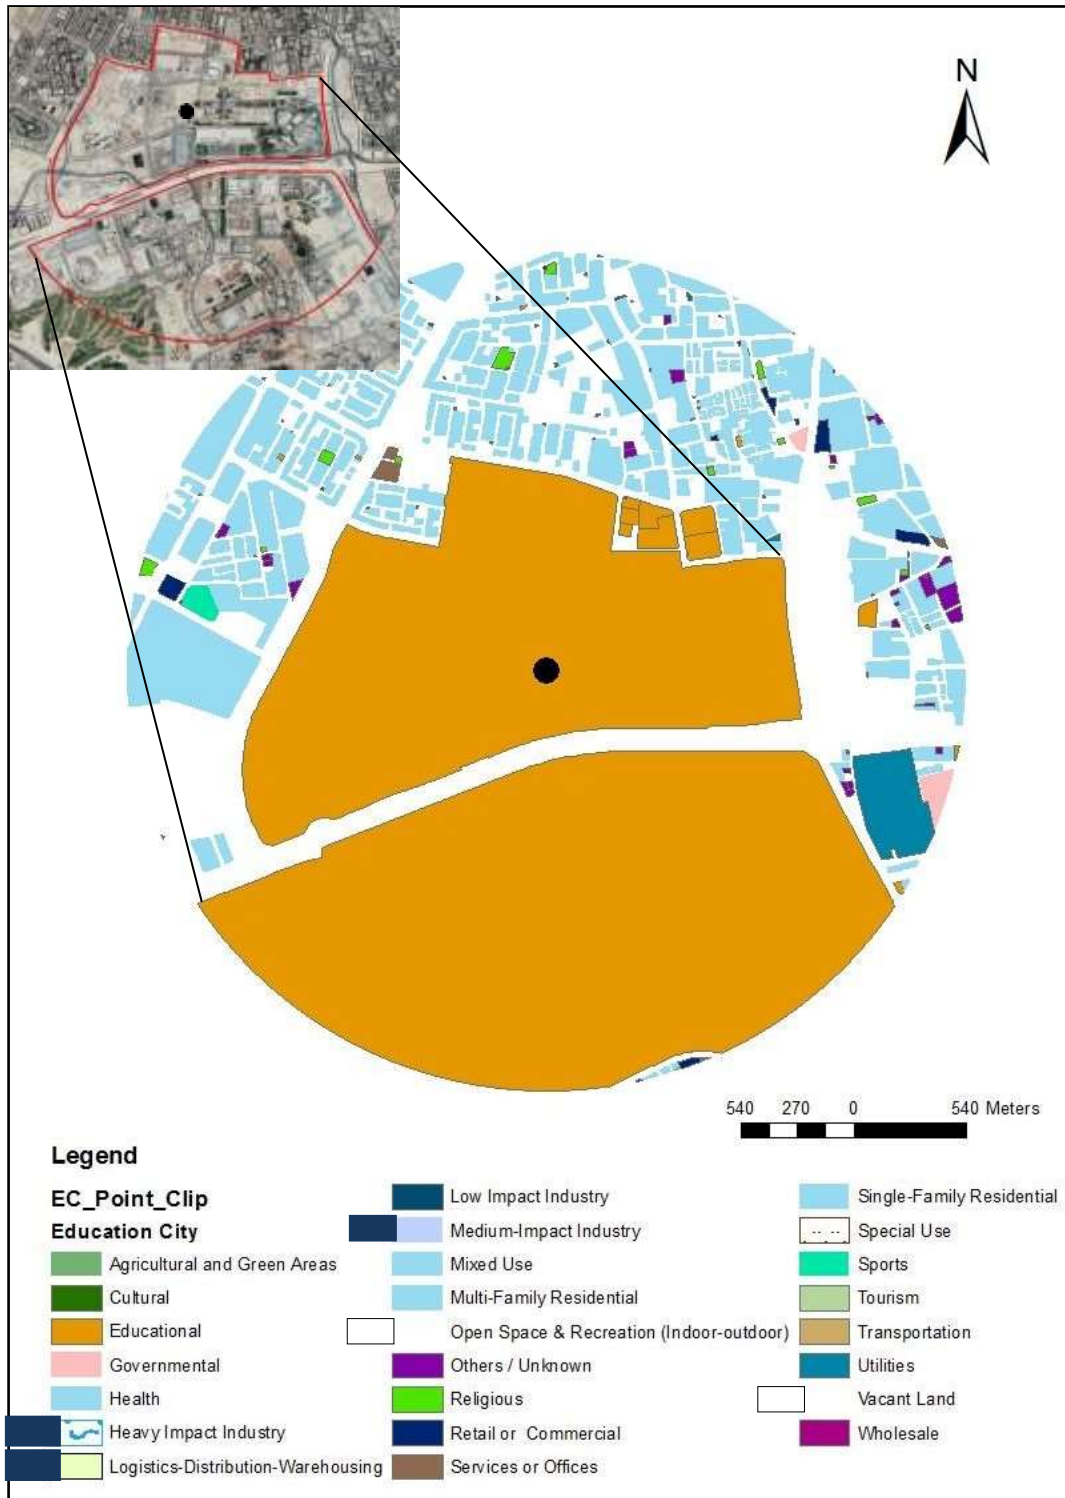 N
540 270 0 540 Meters
Legend
EC_Point_Clip
Education City
Agricultural and Green Areas
Cultural
Educational
Governmental
Health
Heavy Impact Industry
Logistics-Distribution-Warehousing
Low Impact Industry
Medium-Impact Industry
Mixed Use
Multi-Family Residential
Open Space & Recreation (Indoor-outdoor)
Others / Unknown
Religious
Retail or Commercial
Services or Offices
Single-Family Residential
Special Use
Sports
Tourism
Transportation
Utilities
Vacant Land
Wholesale